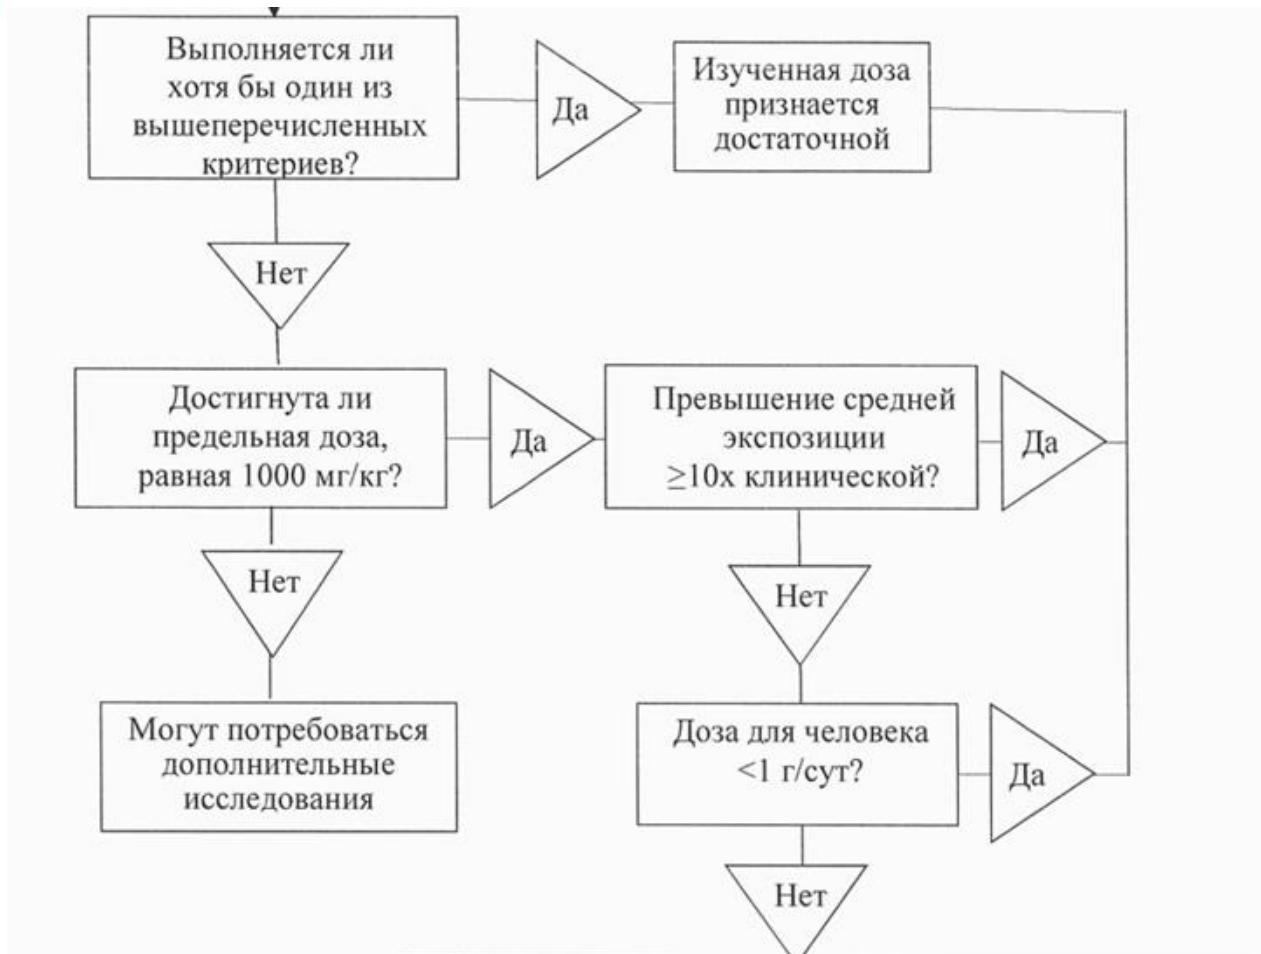 Выполняется ли
хотя бы один из
вышеперечисленных
критериев?
Да
Изученная доза
признается
достаточной
Нет
Достигнута ли
предельная доза,
равная 1000 мг/кг?
Да
Превышение средней
экспозиции
≥10х клинической?
Да
Нет
Нет
Могут потребоваться
дополнительные
исследования
Доза для человека
<1 г/сут?
Да
Нет